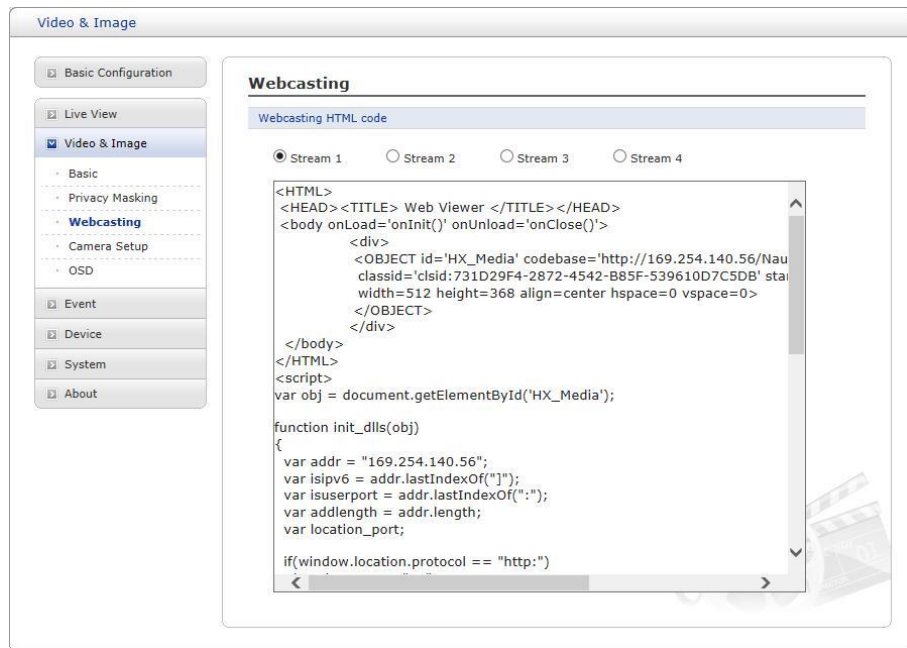 Video & Image
Basic Configuration
Live View
Video & Image
Basic
Privacy Masking
Webcasting
Camera Setup
OSD
Event
Device
System
About
Webcasting
Webcasting HTML code
Stream 1 Stream 2 Stream 3 Stream 4
<HTML>
<HEAD><TITLE> Web Viewer </TITLE></HEAD>
<body onLoad='onInit()' onUnload='onClose()'>
<div>
<OBJECT id='HX_Media' codebase='http://169.254.140.56/Nau
classid='clsid:731D29F4-2872-4542-B85F-539610D7C5DB' sta
width=512 height=368 align=center hspace=0 vspace=0>
</OBJECT>
</div>
</body>
</HTML>
<script>
var obj = document.getElementById('HX_Media');
function init_dlls(obj)
{
var addr = "169.254.140.56";
var isipv6 = addr.lastIndexOf("]");
var isuserport = addr.lastIndexOf(":");
var addlength = addr.length;
var location_port;
if(window.location.protocol == "http:")